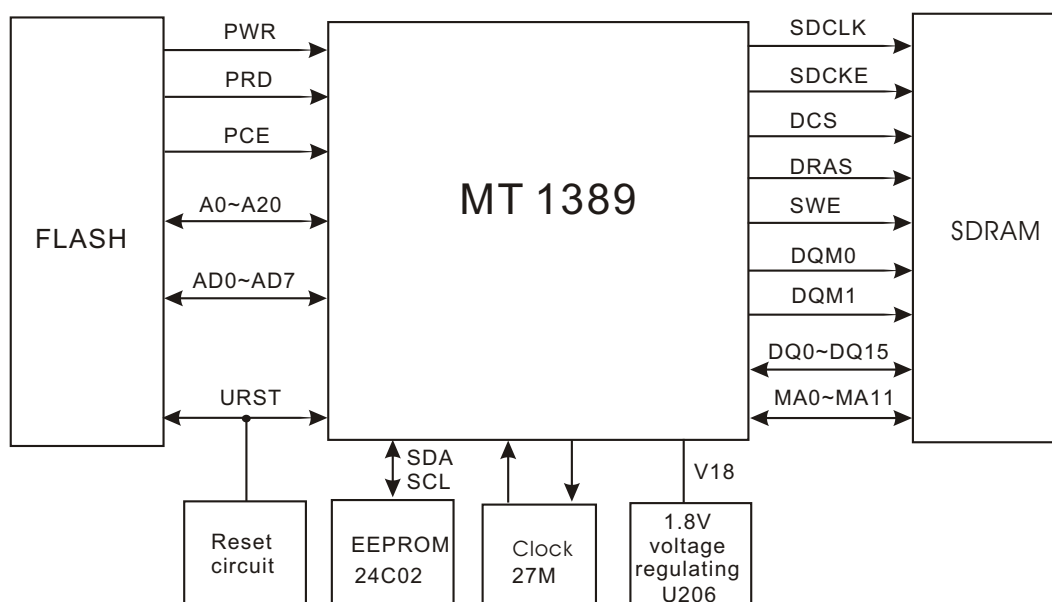 PWR
PRD
PCE
A0~A20
FLASH
AD0~AD7
URST
MT 1389
SDCLK
SDCKE
DCS
DRAS
SWE
SDRAM
DQM0
DQM1
DQ0~DQ15
MA0~MA11
SDA
SCL
V18
Reset
circuit
EEPROM
24C02
Clock
27M
1.8V
voltage
regulating
U206